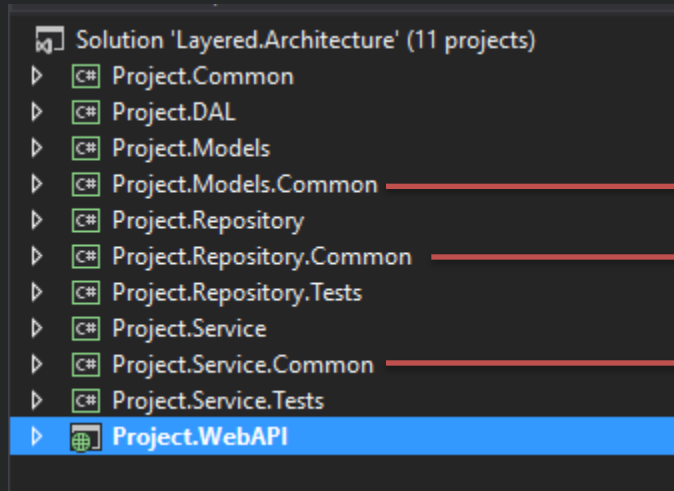 Solution 'Layered.Architecture' (11 projects)
C# Project.Common
C# Project.DAL
C# Project.Models
C# Project.Models.Common
C# Project.Repository
C# Project.Repository.Common
C# Project.Repository.Tests
C# Project.Service
C# Project.Service.Common
C# Project.Service.Tests
Project.WebAPI